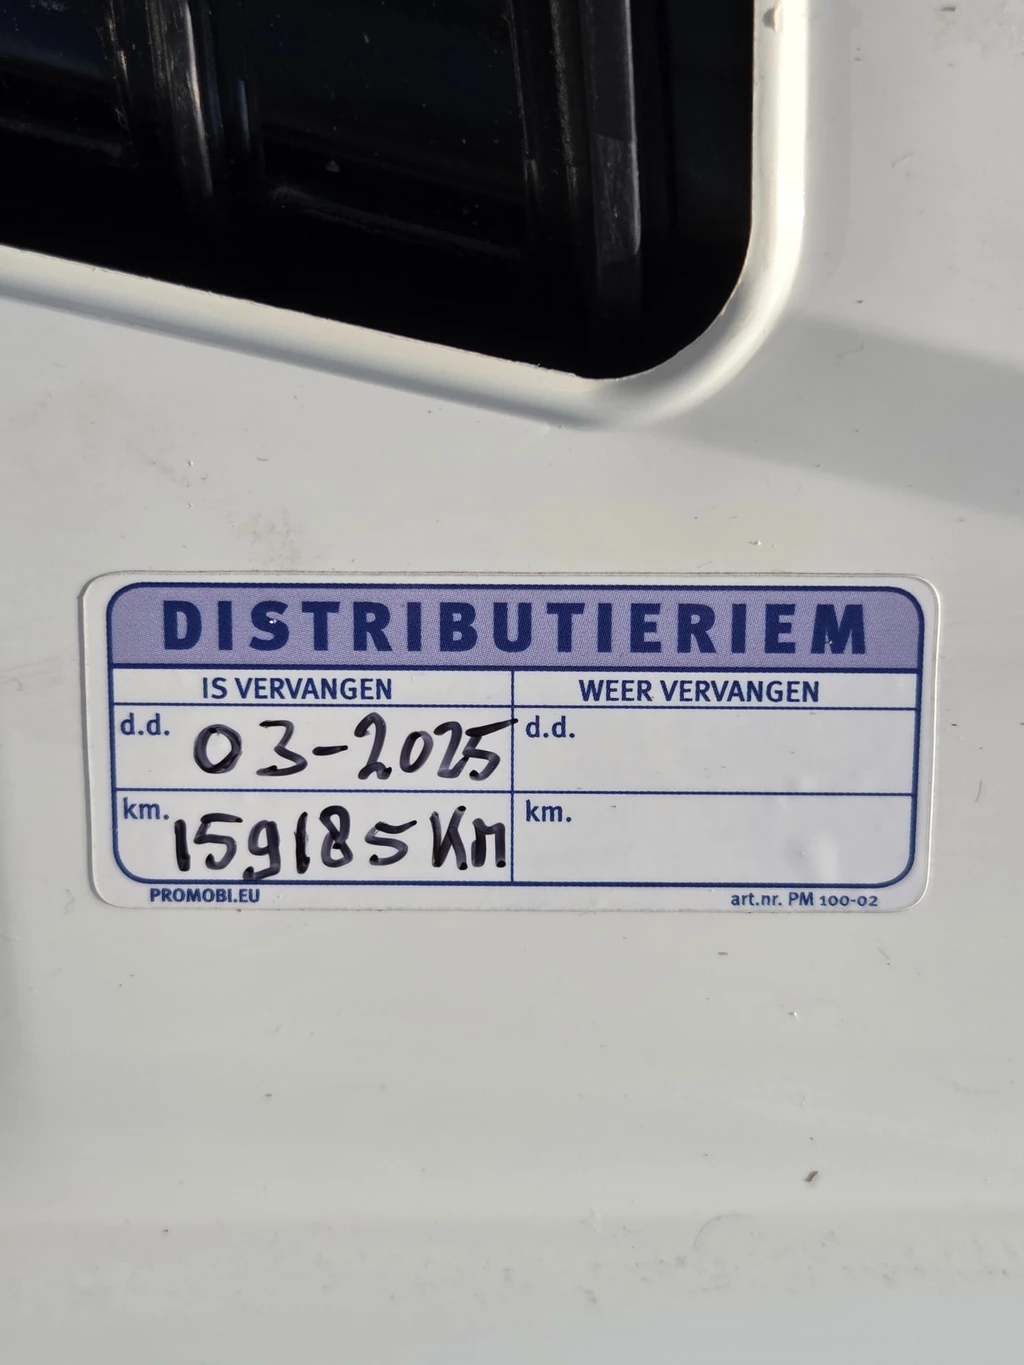 DISTRIBUTIERIEM
IS VERVANGEN WEER VERVANGEN
d.d. 03-2025 d.d.
km. 159185 Km km.
PROMOBI.EU art.nr. PM 100-02